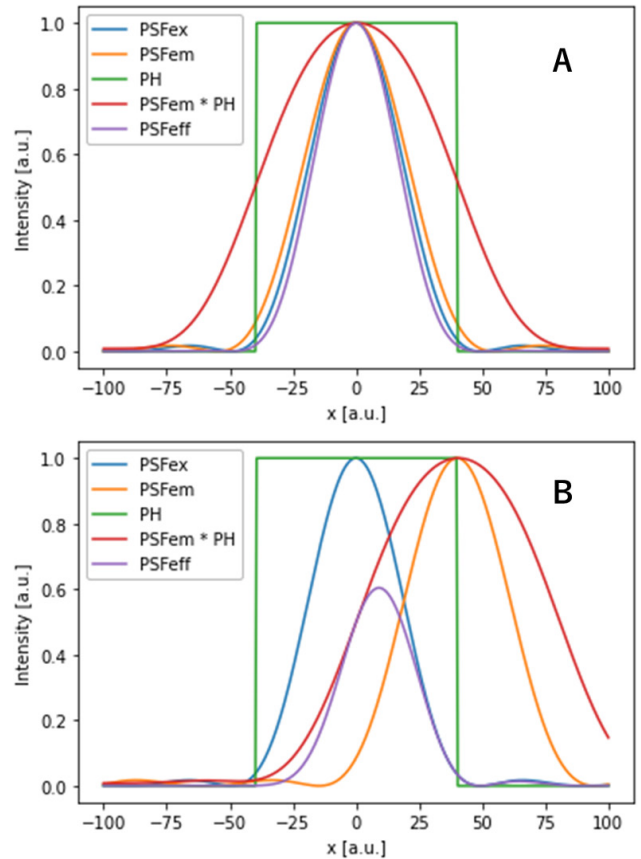 A
PSFex
PSFem
PH
PSFem * PH
PSFeff
Intensity [a.u.]
1.0
0.8
0.6
0.4
0.2
0.0
−100 −75 −50 −25 0 25 50 75 100
x [a.u.]
B
PSFex
PSFem
PH
PSFem * PH
PSFeff
Intensity [a.u.]
1.0
0.8
0.6
0.4
0.2
0.0
−100 −75 −50 −25 0 25 50 75 100
x [a.u.]